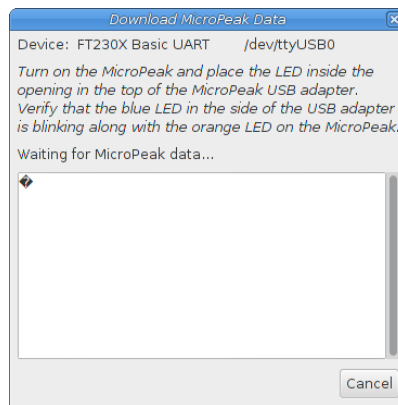 Download MicroPeak Data
Device: FT230X Basic UART /dev/ttyUSB0
Turn on the MicroPeak and place the LED inside the
opening in the top of the MicroPeak USB adapter.
Verify that the blue LED in the side of the USB adapter
is blinking along with the orange LED on the MicroPeak.
Waiting for MicroPeak data...
�
Cancel